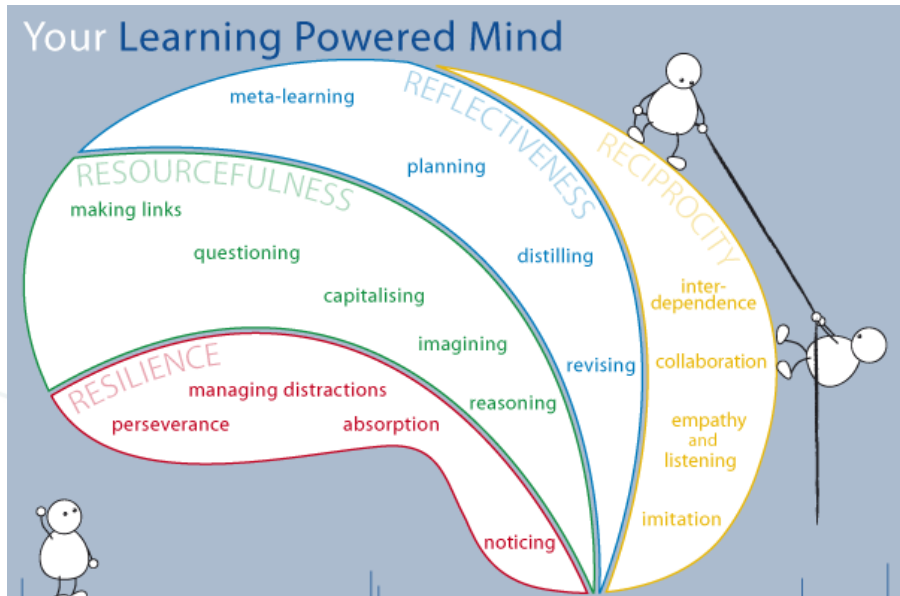 Your Learning Powered Mind
REFLECTIVENESS
meta-learning
planning
distilling
revising
RESOURCEFULNESS
making links
questioning
capitalising
imagining
reasoning
RESILIENCE
managing distractions
perseverance
absorption
noticing
RECIPROCITY
inter-
dependence
collaboration
empathy
and
listening
imitation